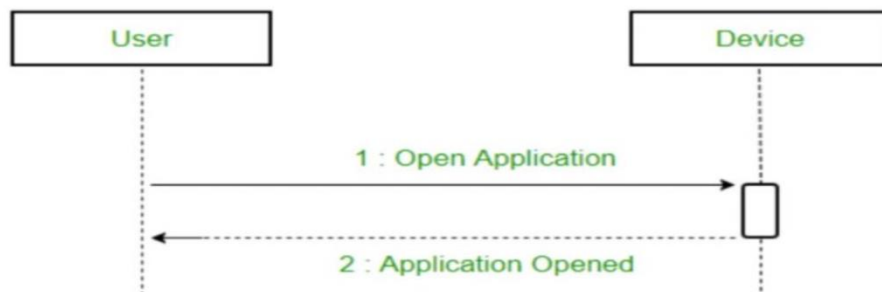 User
Device
1 : Open Application
2 : Application Opened